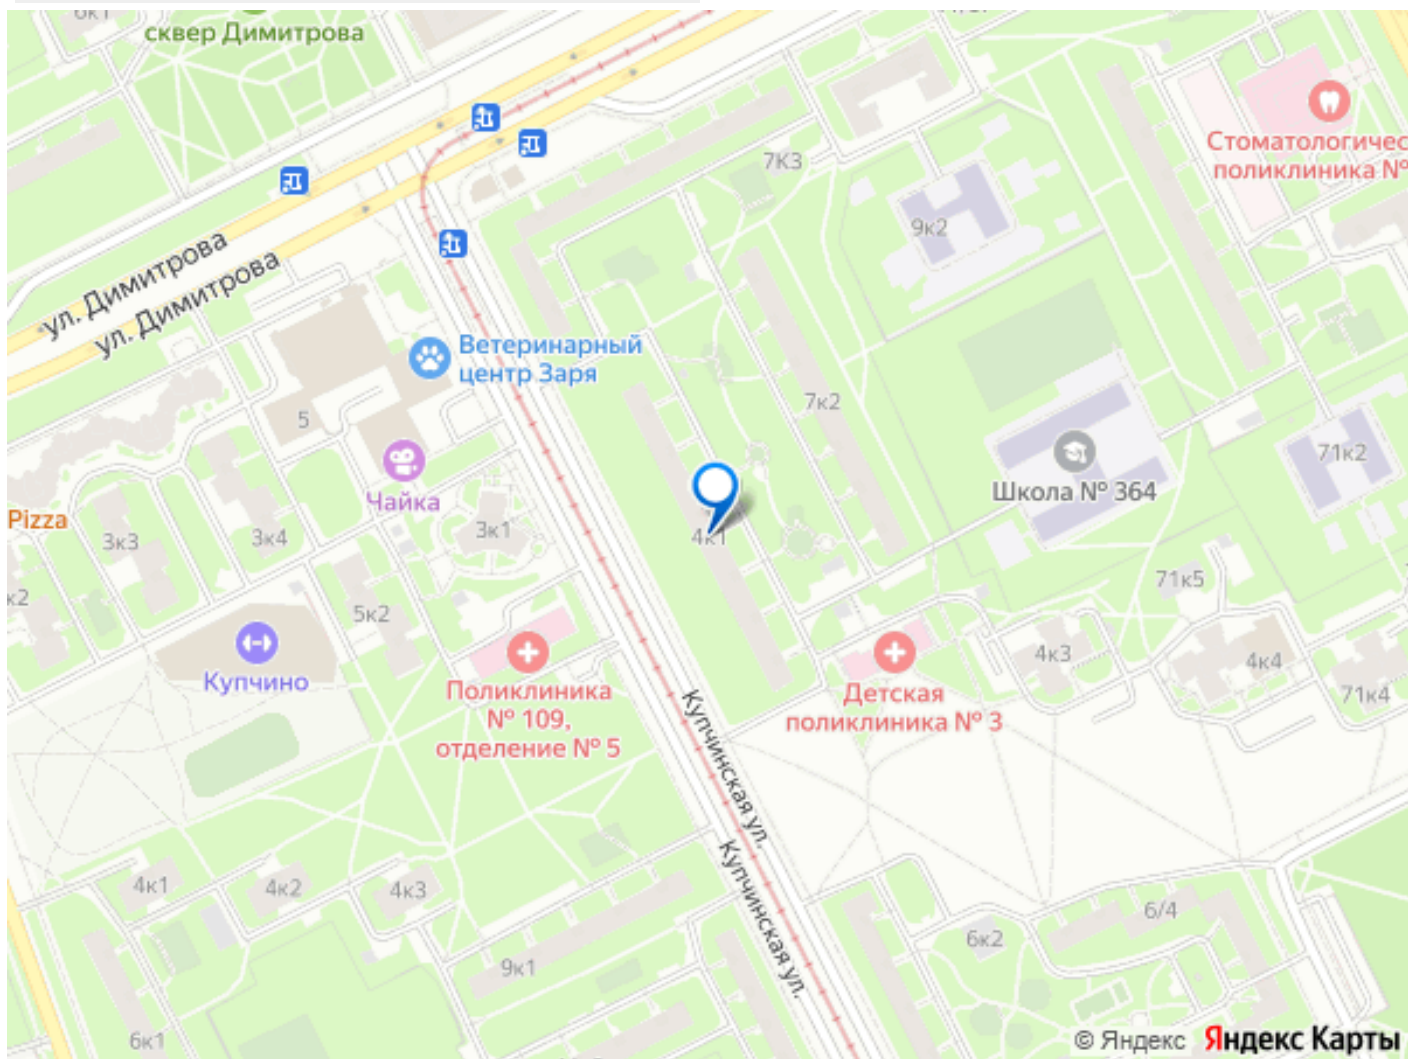 6к1
сквер Димитрова
7К3
Стоматологичес
поликлиника №
9к2
ул. Димитрова
ул. Димитрова
Ветеринарный
центр Заря
5
7к2
71к2
Чайка
Школа № 364
Pizza
3к3
3к4
3к1
4к1
71к5
к2
5к2
4к3
4к4
71к4
Купчино
Поликлиника
№ 109,
отделение № 5
Детская
поликлиника № 3
Купчинская ул.
Купчинская ул.
4к1
4к2
4к3
6/4
6к2
9к1
6к1
© Яндекс Яндекс Карты